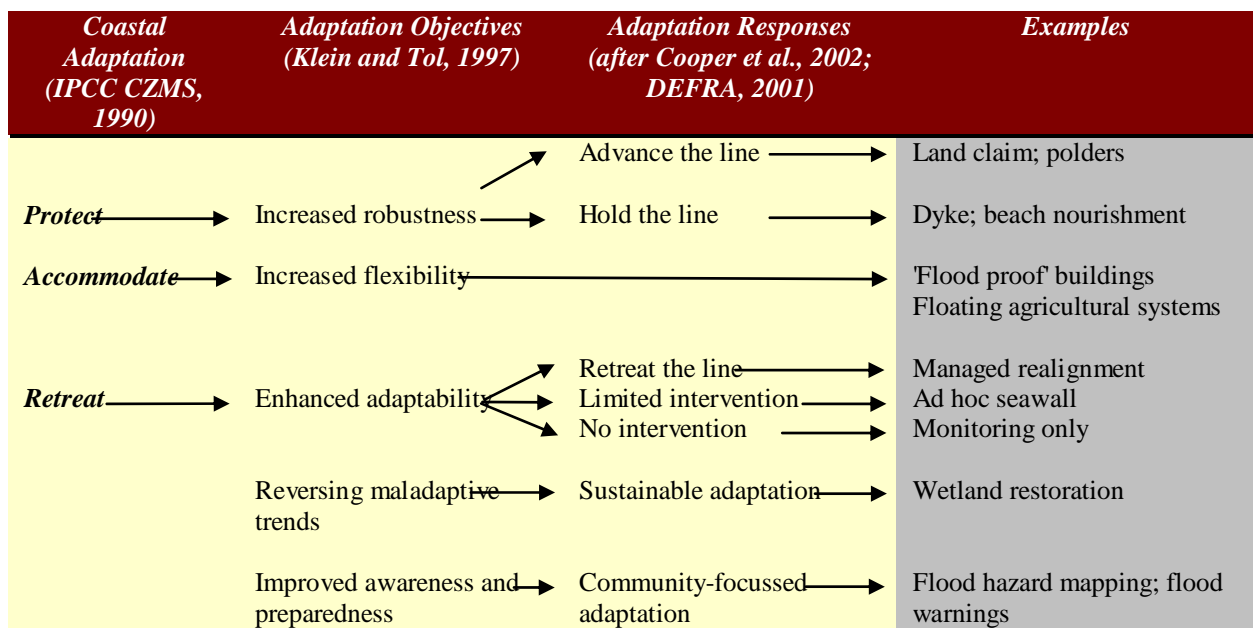 Coastal Adaptation (IPCC CZMS, 1990)
Adaptation Objectives (Klein and Tol, 1997)
Adaptation Responses (after Cooper et al., 2002; DEFRA, 2001)
Examples
Advance the line
Land claim; polders
Protect
Increased robustness
Hold the line
Dyke; beach nourishment
Accommodate
Increased flexibility
'Flood proof' buildings
Floating agricultural systems
Retreat the line
Managed realignment
Retreat
Enhanced adaptability
Limited intervention
Ad hoc seawall
No intervention
Monitoring only
Reversing maladaptive
trends
Sustainable adaptation
Wetland restoration
Improved awareness and
preparedness
Community-focussed
adaptation
Flood hazard mapping; flood
warnings